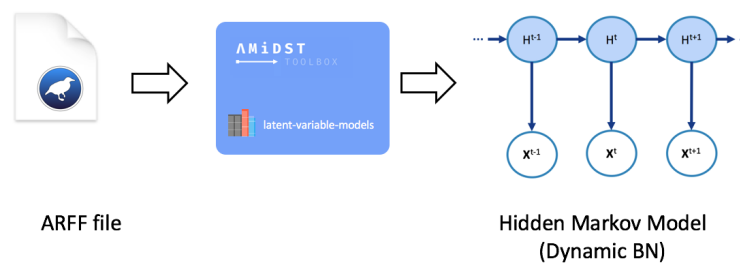 AMiDST
TOOLBOX
latent-variable-models
... H^t-1 H^t H^t+1
X^t-1 X^t X^t+1
ARFF file
Hidden Markov Model
(Dynamic BN)